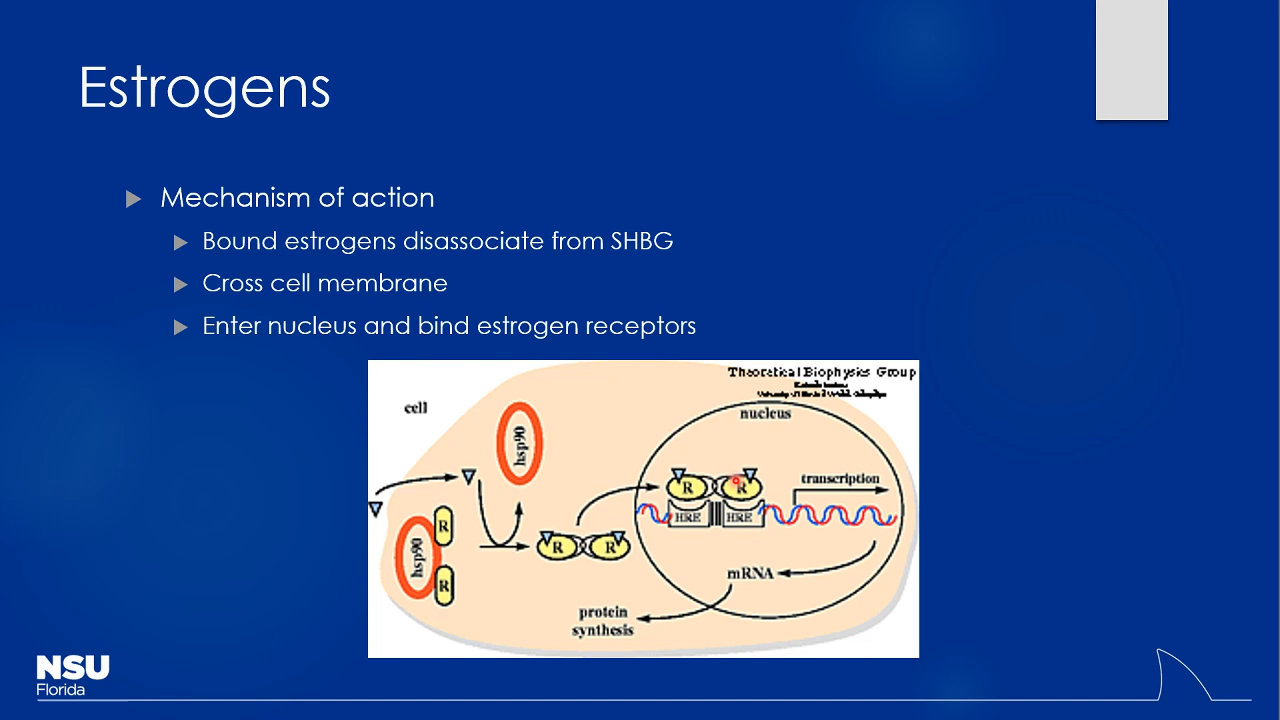 Estrogens
Mechanism of action
Bound estrogens disassociate from SHBG
Cross cell membrane
Enter nucleus and bind estrogen receptors
Theoretical Biophysics Group
cell
nucleus
hsp90
transcription
R
R
HRE
HRE
R
hsp90
R
R
R
mRNA
protein
synthesis
NSU
Florida